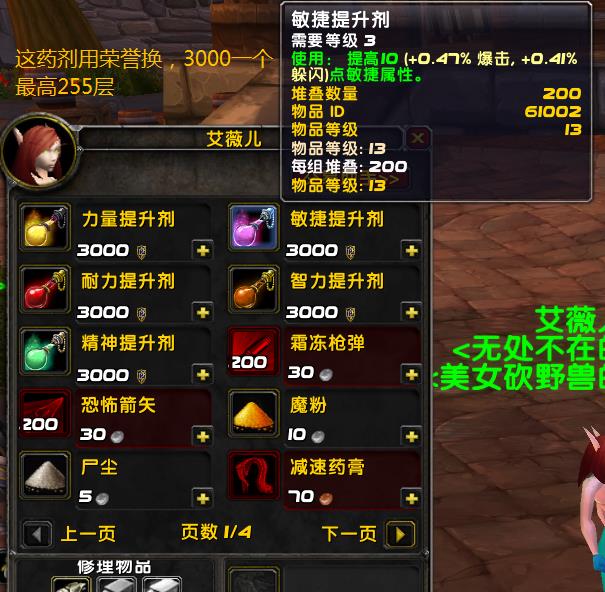 敏捷提升剂
需要等级 3
使用： 提高10 (+0.47% 爆击, +0.41%
躲闪)点敏捷属性。
堆叠数量 200
物品 ID 61002
物品等级 13
物品等级: 13
每组堆叠: 200
物品等级: 13
这药剂用荣誉换，3000一个
最高255层
艾薇儿
力量提升剂
3000
敏捷提升剂
3000
耐力提升剂
3000
智力提升剂
3000
精神提升剂
3000
霜冻枪弹
200
30
恐怖箭矢
200
30
魔粉
10
尸尘
5
减速药膏
70
上一页 页数 1/4 下一页
修理物品
艾薇
<无处不在的
<美女砍野兽的